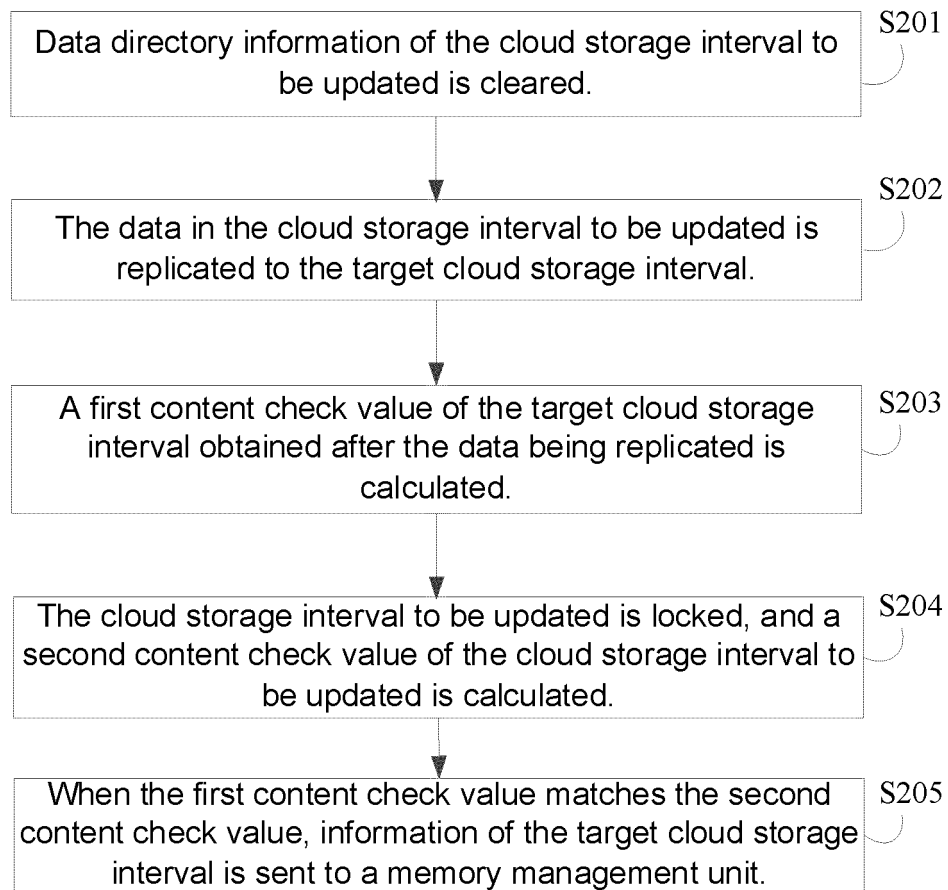 Data directory information of the cloud storage interval to
be updated is cleared.
S201
The data in the cloud storage interval to be updated is
replicated to the target cloud storage interval.
S202
A first content check value of the target cloud storage
interval obtained after the data being replicated is
calculated.
S203
The cloud storage interval to be updated is locked, and a
second content check value of the cloud storage interval to
be updated is calculated.
S204
When the first content check value matches the second
content check value, information of the target cloud storage
interval is sent to a memory management unit.
S205